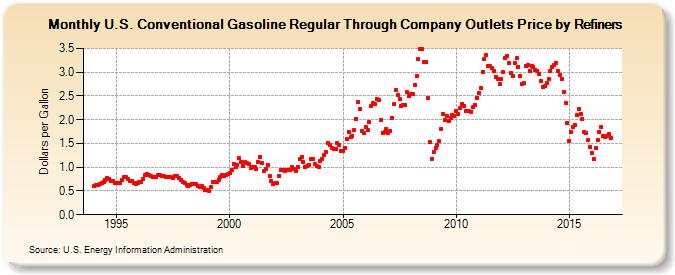 Monthly U.S. Conventional Gasoline Regular Through Company Outlets Price by Refiners
Dollars per Gallon
3.5
3.0
2.5
2.0
1.5
1.0
0.5
0.0
1995 2000 2005 2010 2015
Source: U.S. Energy Information Administration